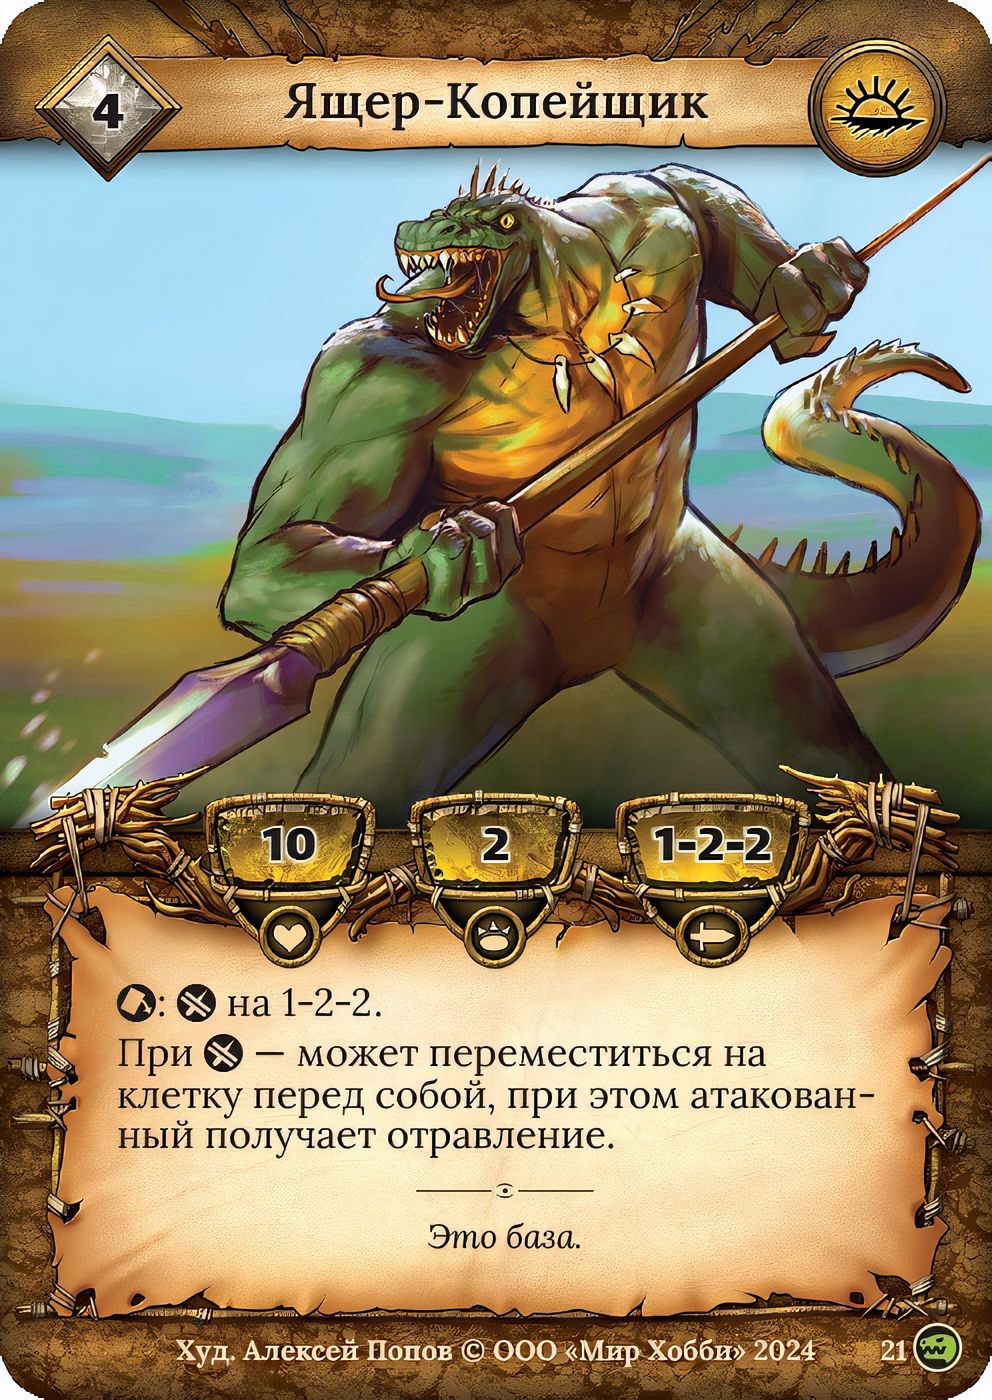 4
Ящер-Копейщик
10
2
1-2-2
: на 1-2-2.
При — может переместиться на
клетку перед собой, при этом атакован-
ный получает отравление.
Это база.
Худ. Алексей Попов © ООО «Мир Хобби» 2024
21